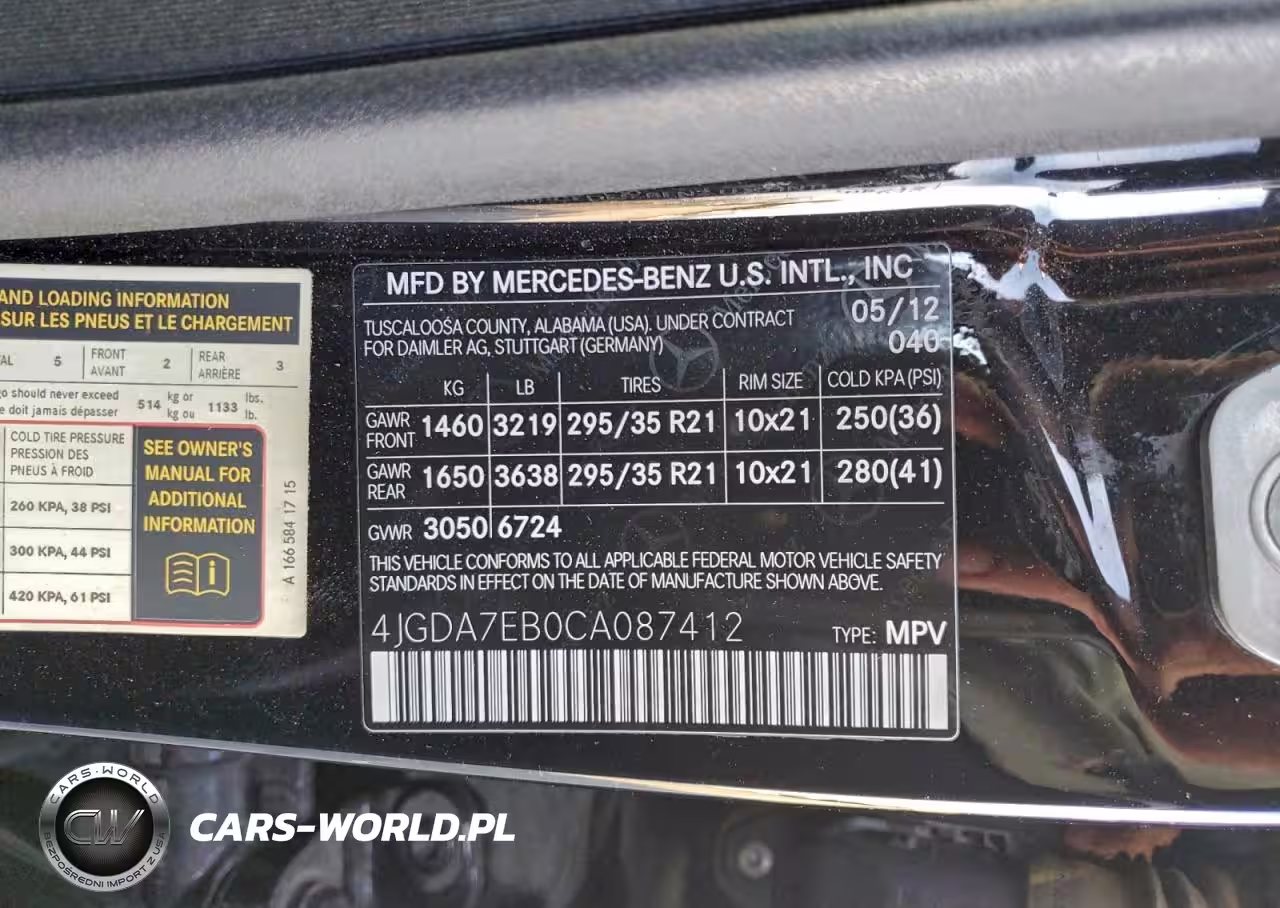 AND LOADING INFORMATION
SUR LES PNEUS ET LE CHARGEMENT
AL 5 FRONT AVANT 2 REAR ARRIÈRE 3
go should never exceed
e doit jamais dépasser
514 kg or kg ou 1133 lbs. lb.
COLD TIRE PRESSURE
PRESSION DES
PNEUS À FROID
260 KPA, 38 PSI
300 KPA, 44 PSI
420 KPA, 61 PSI
SEE OWNER'S
MANUAL FOR
ADDITIONAL
INFORMATION
A 166 584 17 15
MFD BY MERCEDES-BENZ U.S. INTL., INC
TUSCALOOSA COUNTY, ALABAMA (USA). UNDER CONTRACT
FOR DAIMLER AG, STUTTGART (GERMANY)
05/12
040
KG LB TIRES RIM SIZE COLD KPA (PSI)
GAWR FRONT 1460 3219 295/35 R21 10x21 250(36)
GAWR REAR 1650 3638 295/35 R21 10x21 280(41)
GVWR 3050 6724
THIS VEHICLE CONFORMS TO ALL APPLICABLE FEDERAL MOTOR VEHICLE SAFETY
STANDARDS IN EFFECT ON THE DATE OF MANUFACTURE SHOWN ABOVE.
4JGDA7EB0CA087412 TYPE: MPV
CARS-WORLD
CW
BEZPOŚREDNI IMPORT Z USA
CARS-WORLD.PL